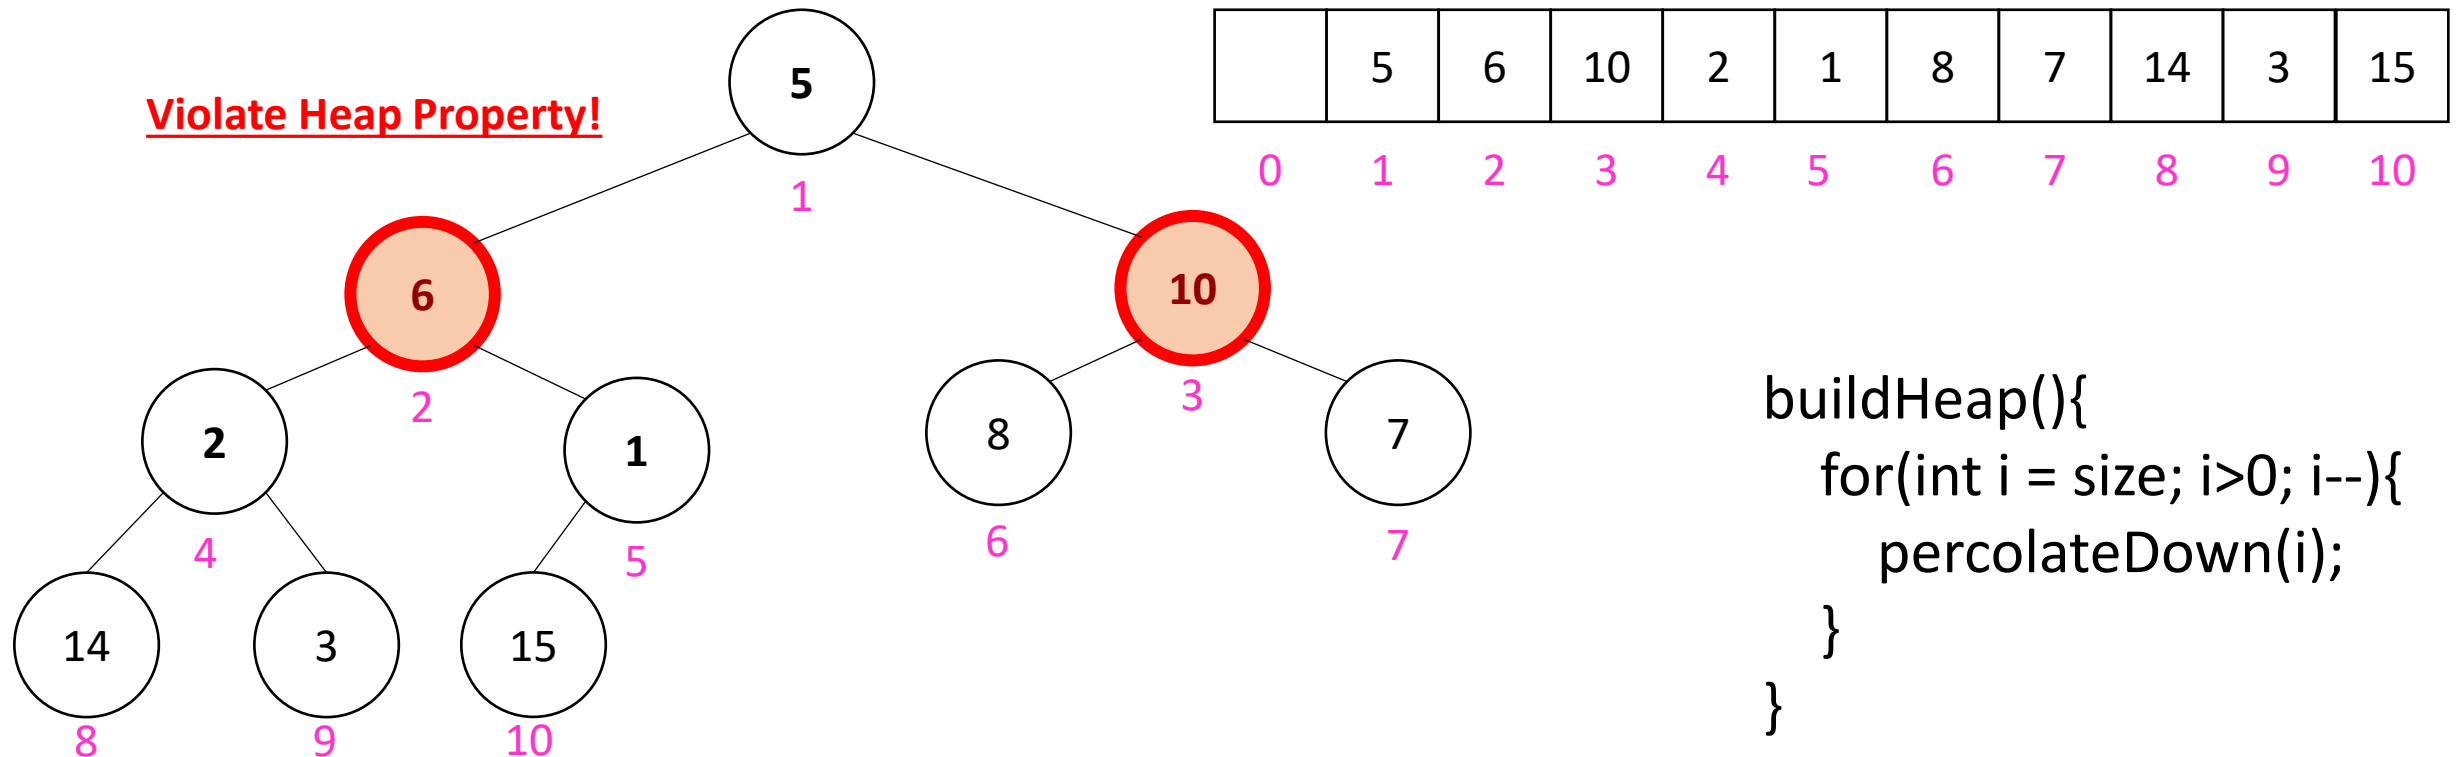 Violate Heap Property!
5 6 10 2 1 8 7 14 3 15
0 1 2 3 4 5 6 7 8 9 10
5
1
6 10
2 3
2 1 8 7
4 5 6 7
14 3 15
8 9 10
buildHeap(){
for(int i = size; i>0; i--){
percolateDown(i);
}
}